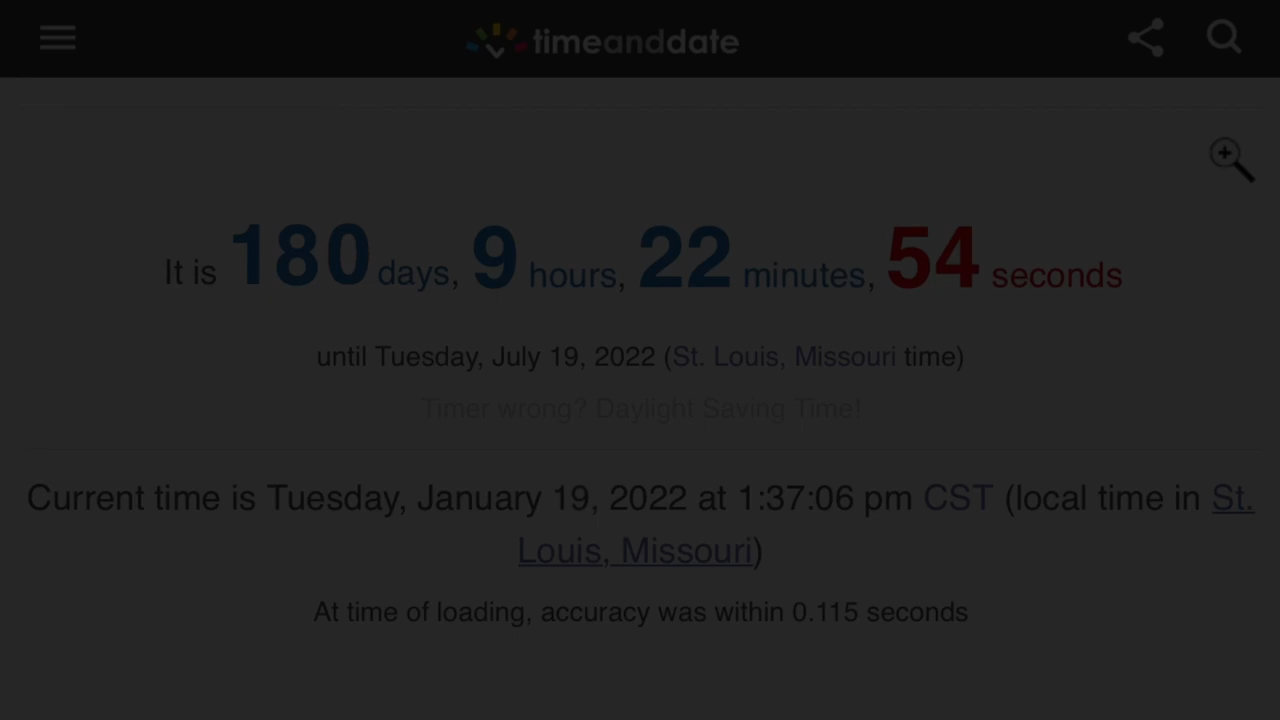 timeanddate
It is 180 days, 9 hours, 22 minutes, 54 seconds
until Tuesday, July 19, 2022 (St. Louis, Missouri time)
Timer wrong? Daylight Saving Time!
Current time is Tuesday, January 19, 2022 at 1:37:06 pm CST (local time in St.
Louis, Missouri)
At time of loading, accuracy was within 0.115 seconds